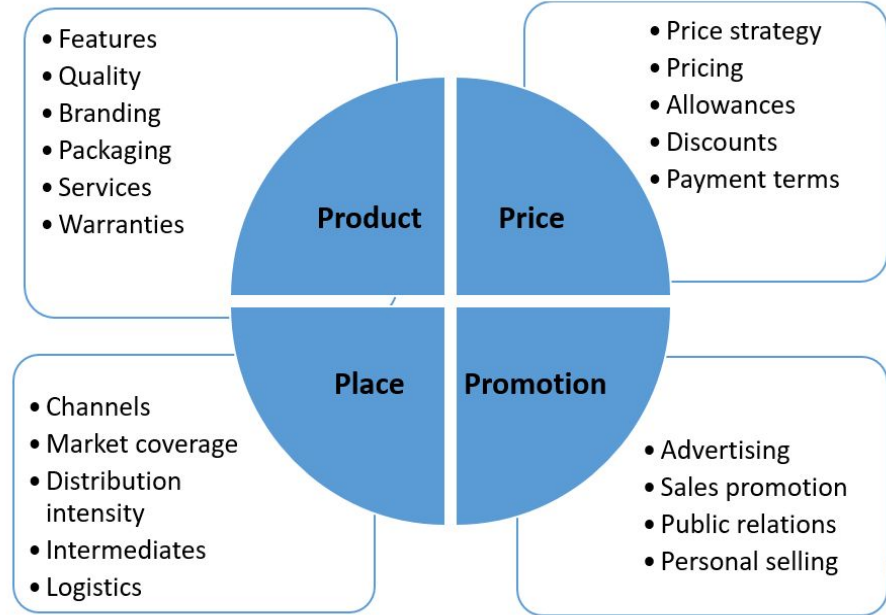 • Features
• Quality
• Branding
• Packaging
• Services
• Warranties
Product
• Price strategy
• Pricing
• Allowances
• Discounts
• Payment terms
Price
• Channels
• Market coverage
• Distribution
intensity
• Intermediates
• Logistics
Place
Promotion
• Advertising
• Sales promotion
• Public relations
• Personal selling